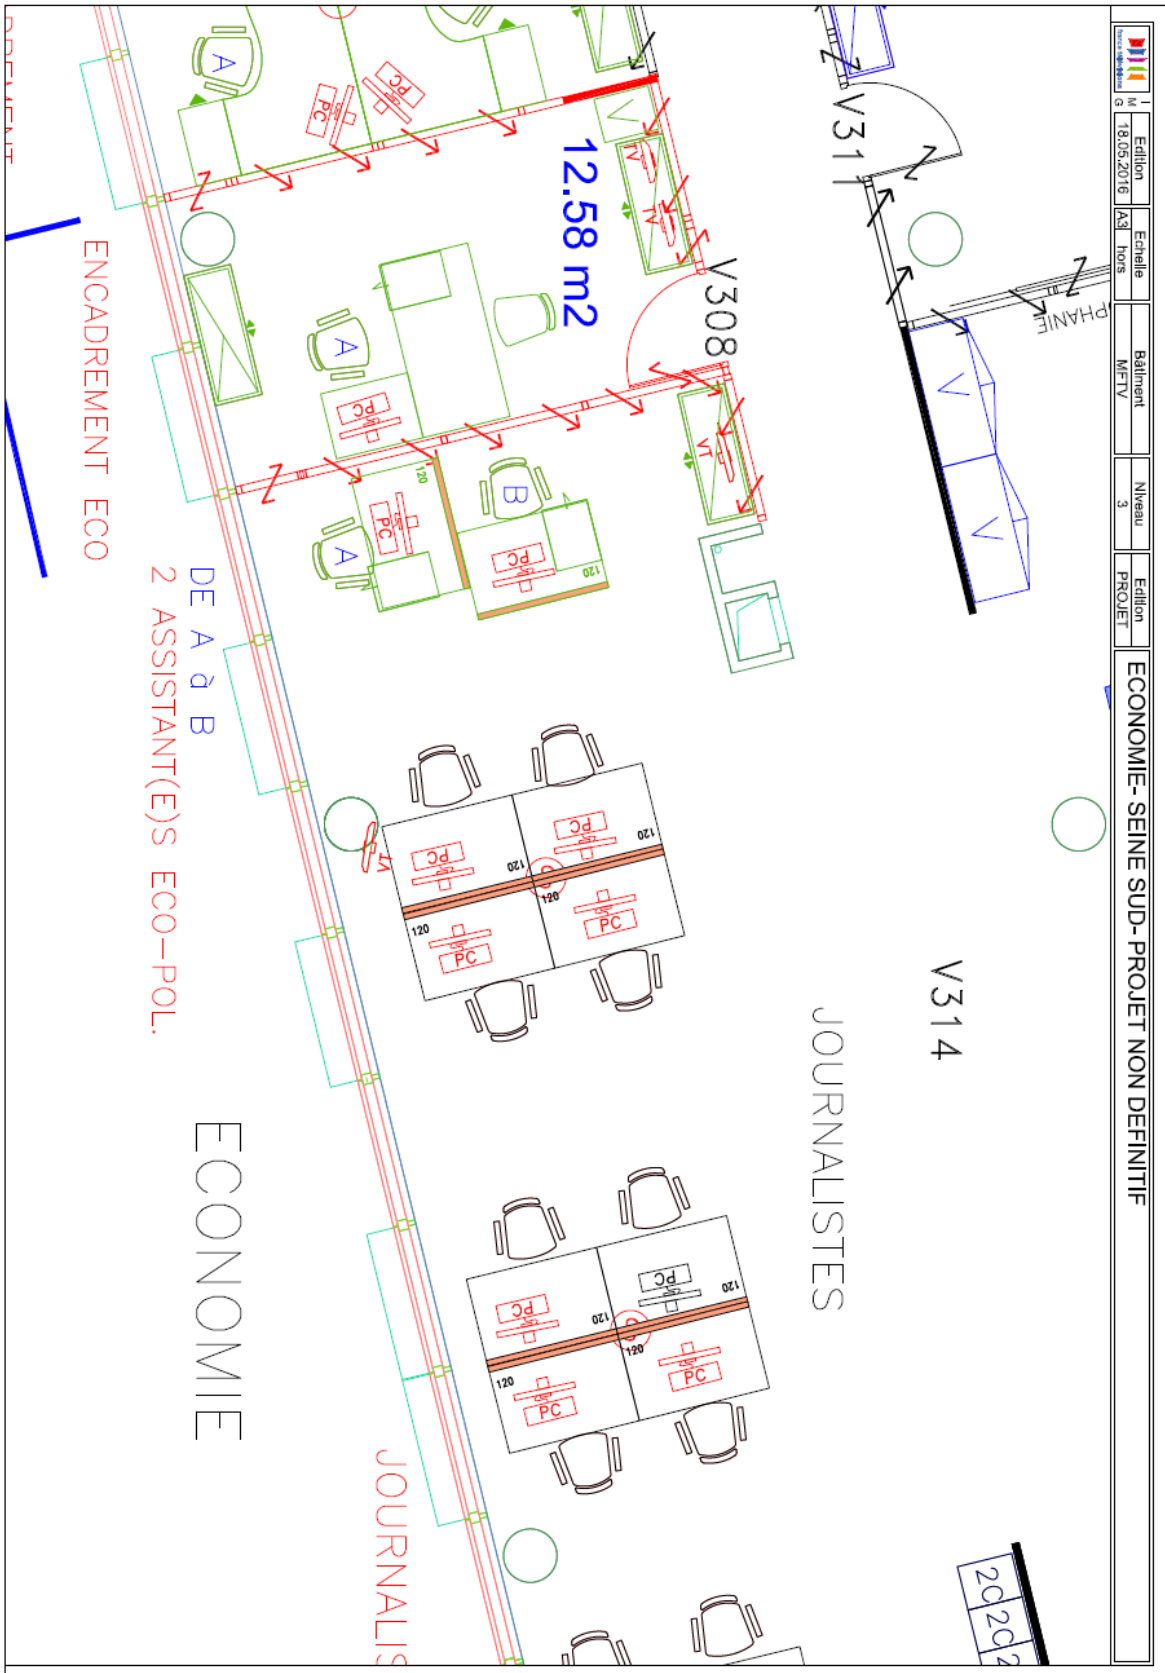 I
M
G
Edition
18.05.2016
Echelle
A3 hors
Bâtiment
MFTV
Niveau
3
Edition
PROJET
ECONOMIE- SEINE SUD- PROJET NON DEFINITIF
V311
V308
V314
12.58 m2
JOURNALISTES
ENCADREMENT ECO
DE A à B
2 ASSISTANT(E)S ECO-POL.
ECONOMIE
A
PC
PC
V
TV
TV
A
PC
VT
V
V
120
B
PC
A
PC
120
PC
PC
120
120
120
120
PC
PC
PC
PC
120
120
120
120
PC
PC
2C 2C